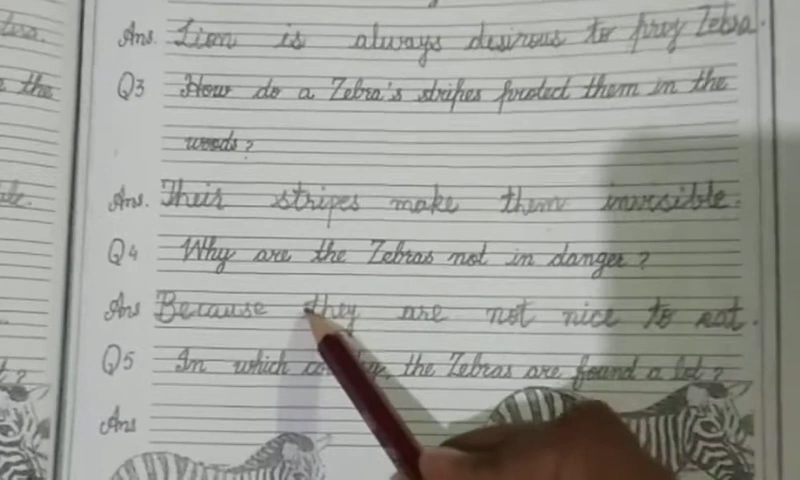 Ans. Lion is always desirous to prey Zebra.
Q3 How do a Zebra's stripes protect them in the
the
woods?
Ans. Their stripes make them invisible.
Q4 Why are the Zebras not in danger?
Ans Because they are not nice to eat.
Q5 In which the Zebras are found a lot?
Ans